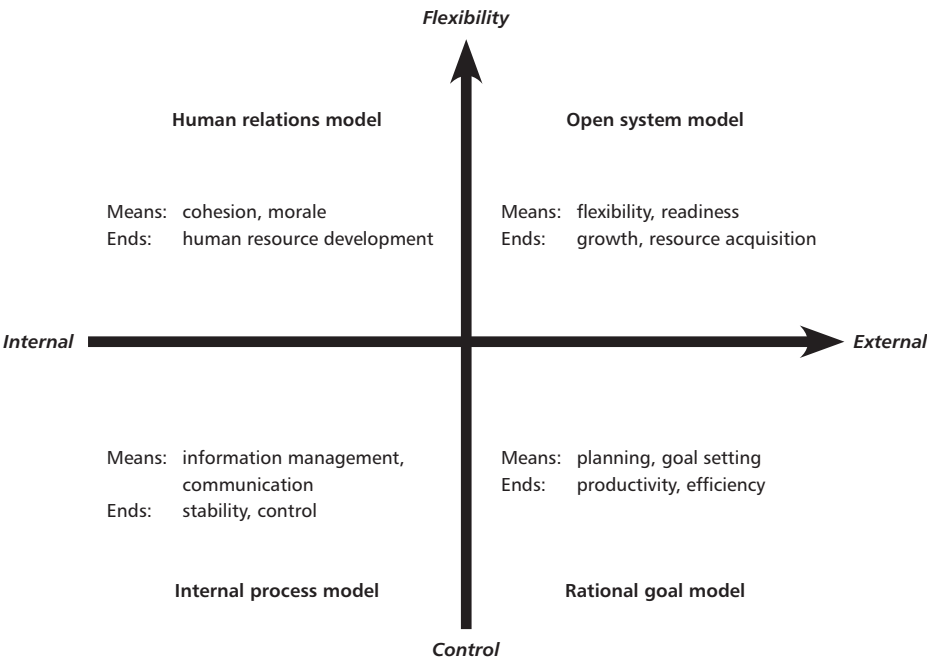 Flexibility
Human relations model
Open system model
Means: cohesion, morale
Ends: human resource development
Means: flexibility, readiness
Ends: growth, resource acquisition
Internal
External
Means: information management,
communication
Ends: stability, control
Means: planning, goal setting
Ends: productivity, efficiency
Internal process model
Rational goal model
Control